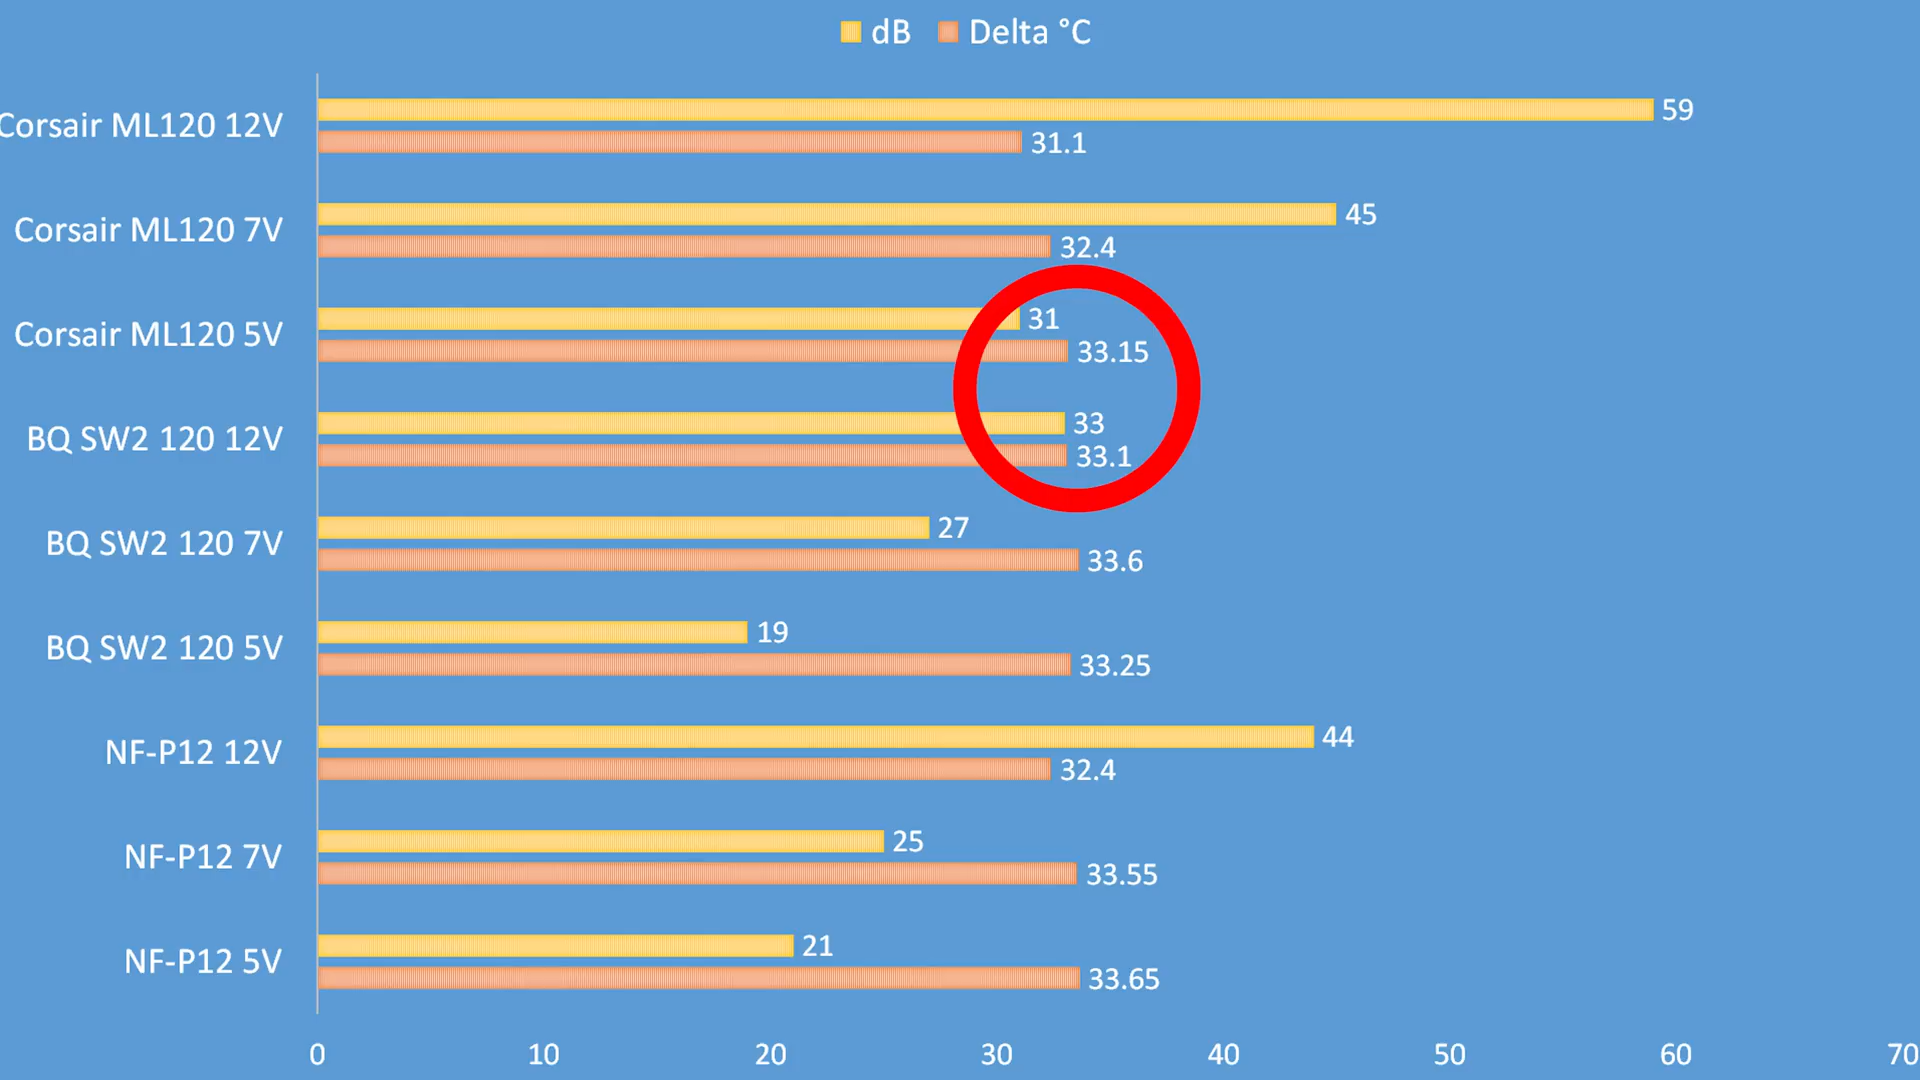 dB Delta °C
Corsair ML120 12V
59
31.1
Corsair ML120 7V
45
32.4
Corsair ML120 5V
31
33.15
BQ SW2 120 12V
33
33.1
BQ SW2 120 7V
27
33.6
BQ SW2 120 5V
19
33.25
NF-P12 12V
44
32.4
NF-P12 7V
25
33.55
NF-P12 5V
21
33.65
0 10 20 30 40 50 60 70